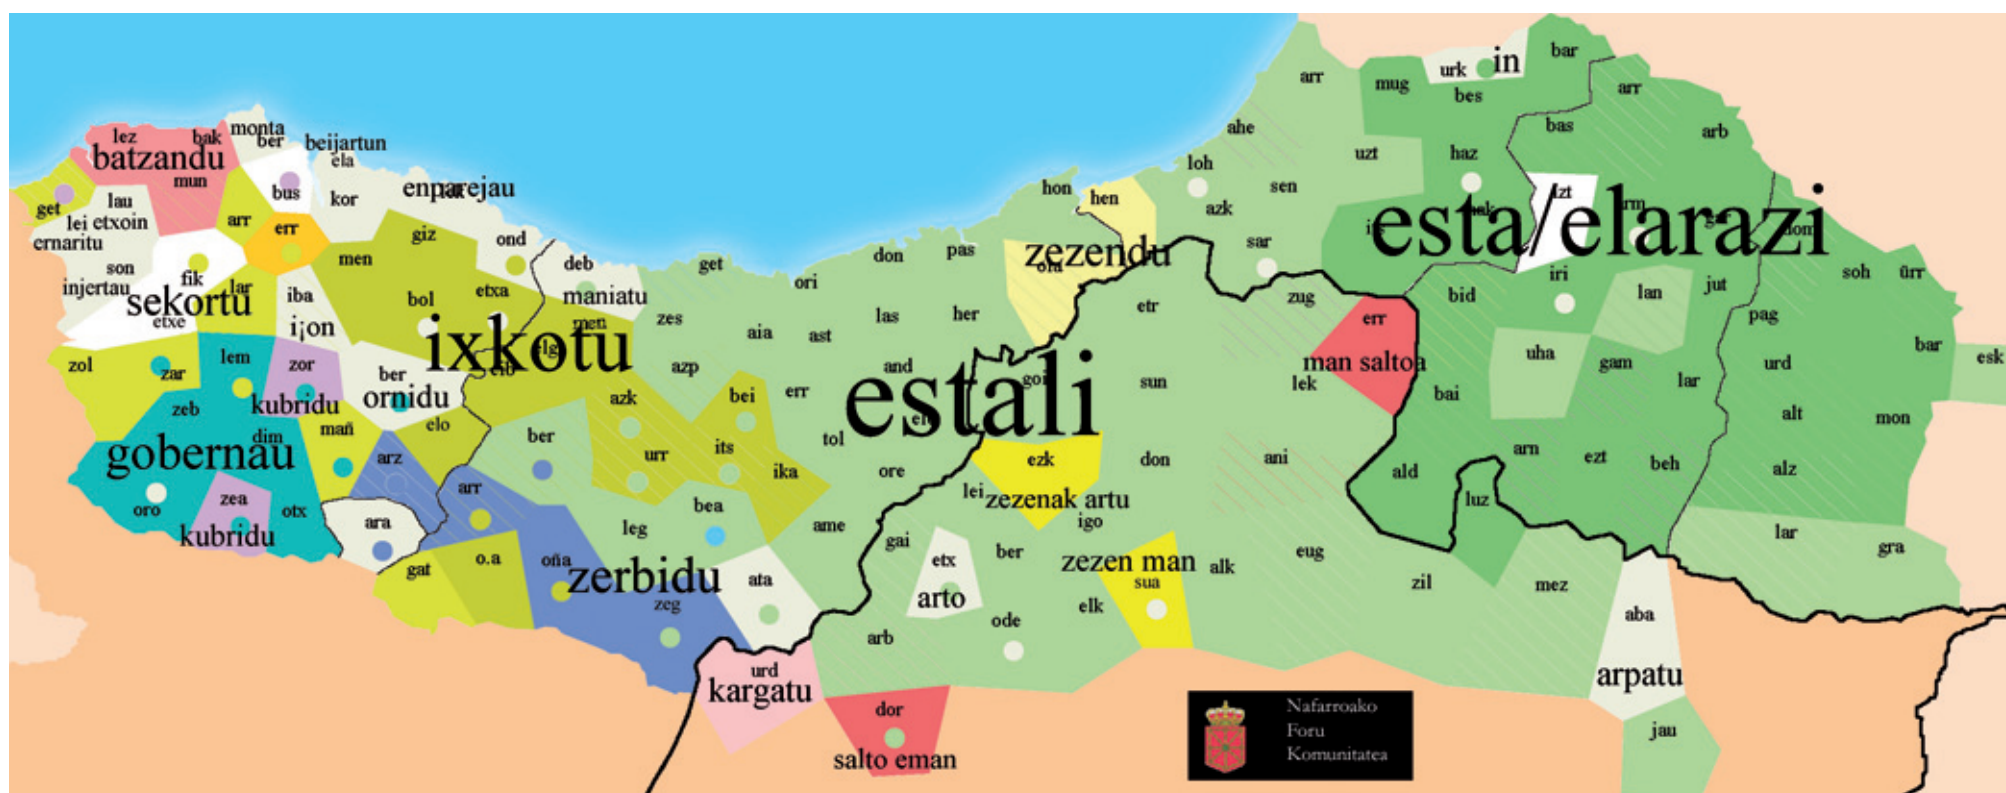 in
bar
arr
urk
mug
bes
arr
bas
arb
ahe
lez
bak
monta
ber
beijartun
ela
batzandu
mun
uzt
haz
loh
sen
hon
hen
bus
kor
enparejau
lau
get
lei etxoin
arr
err
azk
giz
ond
ernaritu
esta/elarazi
son
men
deb
get
don
pas
zezendu
sar
fik
injertau
lar
iba
bol
etxa
maniatu
ori
etr
zug
bid
iri
lan
jut
soh
ürr
sekortu
etxe
i¡on
men
zes
aia
ast
las
her
err
pag
ixkotu
elg
eib
estali
zol
zar
lem
zor
ber
azp
and
goi
sun
man saltoa
lek
uha
gam
lar
urd
bar
esk
kubridu
ornidu
azk
bei
err
bai
zeb
dim
mañ
elo
ber
its
tol
alt
mon
gobernau
arz
urr
ika
ore
ezk
don
ani
ald
arn
ezt
beh
alz
arr
lei
zezenak artu
luz
zea
oro
otx
kubridu
ara
leg
bea
ame
igo
gai
ber
eug
lar
gra
gat
o.a
oña
zerbidu
zeg
ata
etx
arto
zezen man
sua
alk
zil
mez
elk
ode
arb
aba
arpatu
urd
kargatu
dor
salto eman
jau
Nafarroako
Foru
Komunitatea